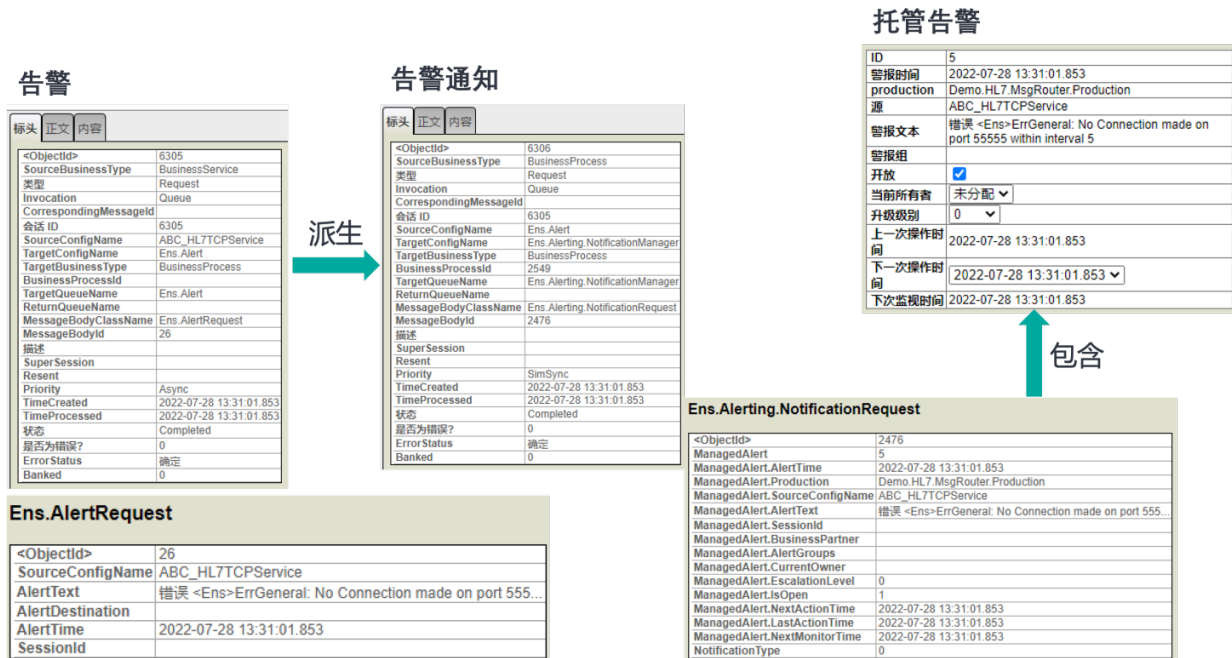 告警
标头 正文 内容
<ObjectId> 6305
SourceBusinessType BusinessService
类型 Request
Invocation Queue
CorrespondingMessageId
会话 ID 6305
SourceConfigName ABC_HL7TCPService
TargetConfigName Ens.Alert
TargetBusinessType BusinessProcess
BusinessProcessId
TargetQueueName Ens.Alert
ReturnQueueName
MessageBodyClassName Ens.AlertRequest
MessageBodyId 26
描述
SuperSession
Resent
Priority Async
TimeCreated 2022-07-28 13:31:01.853
TimeProcessed 2022-07-28 13:31:01.853
状态 Completed
是否为错误? 0
ErrorStatus 确定
Banked 0
派生
告警通知
标头 正文 内容
<ObjectId> 6306
SourceBusinessType BusinessProcess
类型 Request
Invocation Queue
CorrespondingMessageId
会话 ID 6305
SourceConfigName Ens.Alert
TargetConfigName Ens.Alerting.NotificationManager
TargetBusinessType BusinessProcess
BusinessProcessId 2549
TargetQueueName Ens.Alerting.NotificationManager
ReturnQueueName
MessageBodyClassName Ens.Alerting.NotificationRequest
MessageBodyId 2476
描述
SuperSession
Resent
Priority SimSync
TimeCreated 2022-07-28 13:31:01.853
TimeProcessed 2022-07-28 13:31:01.853
状态 Completed
是否为错误? 0
ErrorStatus 确定
Banked 0
托管告警
ID 5
警报时间 2022-07-28 13:31:01.853
production Demo.HL7.MsgRouter.Production
源 ABC_HL7TCPService
警报文本 错误 <Ens>ErrGeneral: No Connection made on
port 55555 within interval 5
警报组
开放
当前所有者 未分配
升级级别 0
上一次操作时
间 2022-07-28 13:31:01.853
下一次操作时
间 2022-07-28 13:31:01.853
下次监视时间 2022-07-28 13:31:01.853
包含
Ens.AlertRequest
<ObjectId> 26
SourceConfigName ABC_HL7TCPService
AlertText 错误 <Ens>ErrGeneral: No Connection made on port 555...
AlertDestination
AlertTime 2022-07-28 13:31:01.853
SessionId
Ens.Alerting.NotificationRequest
<ObjectId> 2476
ManagedAlert 5
ManagedAlert.AlertTime 2022-07-28 13:31:01.853
ManagedAlert.Production Demo.HL7.MsgRouter.Production
ManagedAlert.SourceConfigName ABC_HL7TCPService
ManagedAlert.AlertText 错误 <Ens>ErrGeneral: No Connection made on port 555...
ManagedAlert.SessionId
ManagedAlert.BusinessPartner
ManagedAlert.AlertGroups
ManagedAlert.CurrentOwner
ManagedAlert.EscalationLevel 0
ManagedAlert.IsOpen 1
ManagedAlert.NextActionTime 2022-07-28 13:31:01.853
ManagedAlert.LastActionTime 2022-07-28 13:31:01.853
ManagedAlert.NextMonitorTime 2022-07-28 13:31:01.853
NotificationType 0